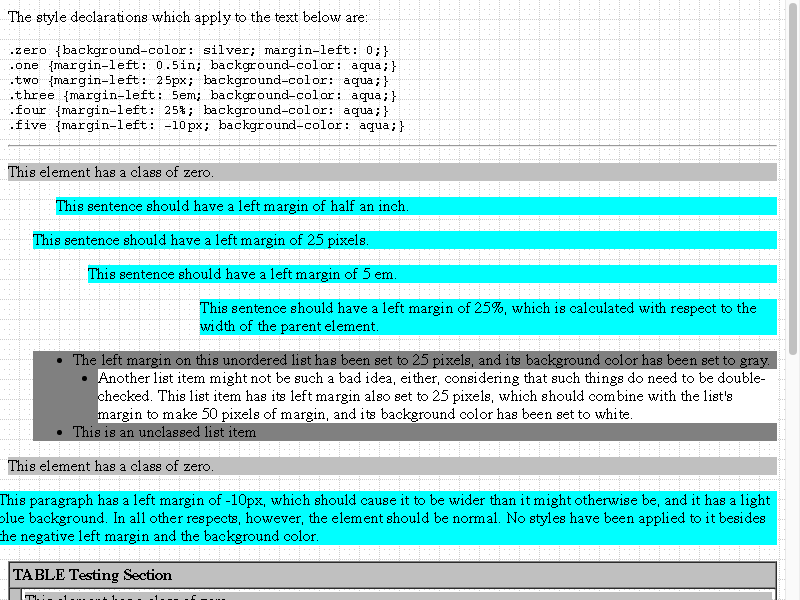 The style declarations which apply to the text below are:
.zero {background-color: silver; margin-left: 0;}
.one {margin-left: 0.5in; background-color: aqua;}
.two {margin-left: 25px; background-color: aqua;}
.three {margin-left: 5em; background-color: aqua;}
.four {margin-left: 25%; background-color: aqua;}
.five {margin-left: -10px; background-color: aqua;}
This element has a class of zero.
This sentence should have a left margin of half an inch.
This sentence should have a left margin of 25 pixels.
This sentence should have a left margin of 5 em.
This sentence should have a left margin of 25%, which is calculated with respect to the
width of the parent element.
The left margin on this unordered list has been set to 25 pixels, and its background color has been set to gray.
Another list item might not be such a bad idea, either, considering that such things do need to be double-
checked. This list item has its left margin also set to 25 pixels, which should combine with the list's
margin to make 50 pixels of margin, and its background color has been set to white.
This is an unclassed list item
This element has a class of zero.
This paragraph has a left margin of -10px, which should cause it to be wider than it might otherwise be, and it has a light
blue background. In all other respects, however, the element should be normal. No styles have been applied to it besides
the negative left margin and the background color.
TABLE Testing Section
This element has a class of zero.